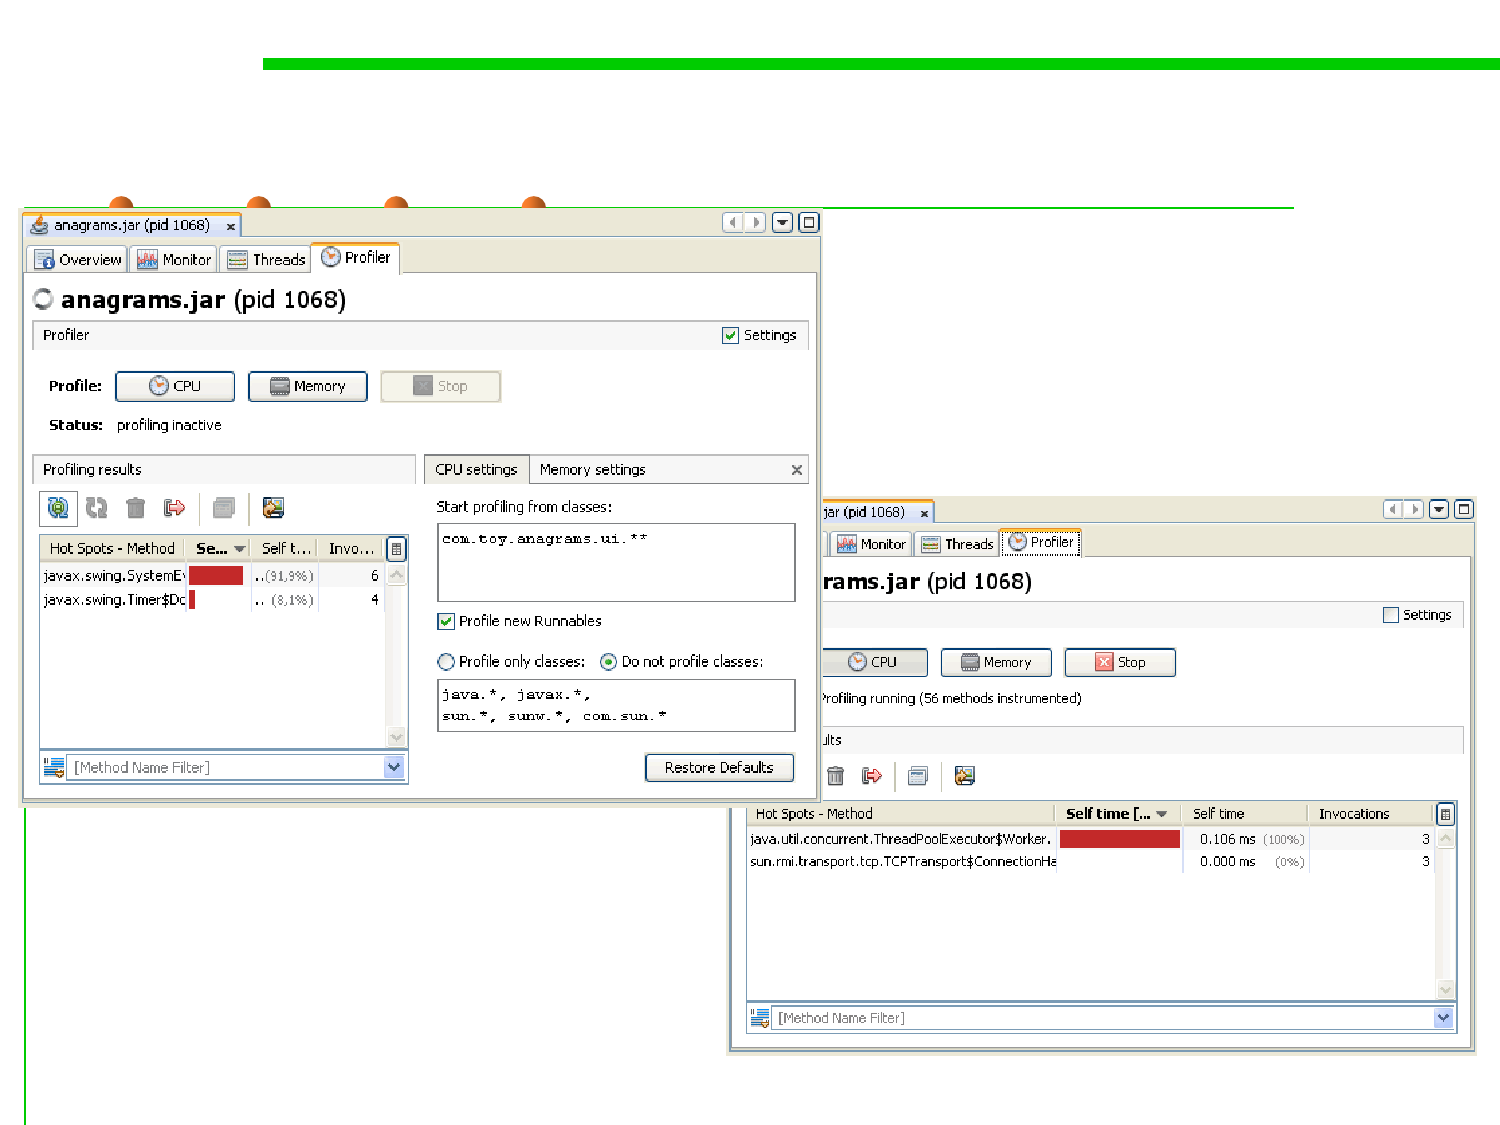 anagrams.jar (pid 1068)
Overview Monitor Threads Profiler
anagrams.jar (pid 1068)
Profiler Settings
Profile: CPU Memory Stop
Status: profiling inactive
Profiling results CPU settings Memory settings
Start profiling from classes:
com.toy.anagrams.ui.**
Hot Spots - Method Se... Self t... Invo...
javax.swing.SystemEv ..(91,9%) 6
javax.swing.Timer$Do .. (8,1%) 4
Profile new Runnables
Profile only classes: Do not profile classes:
java.*, javax.*,
sun.*, sunw.*, com.sun.*
[Method Name Filter] Restore Defaults
jar (pid 1068)
Monitor Threads Profiler
rams.jar (pid 1068)
Settings
CPU Memory Stop
Profiling running (56 methods instrumented)
ults
Hot Spots - Method Self time [... Self time Invocations
java.util.concurrent.ThreadPoolExecutor$Worker. 0.106 ms (100%) 3
sun.rmi.transport.tcp.TCPTransport$ConnectionHa 0.000 ms (0%) 3
[Method Name Filter]